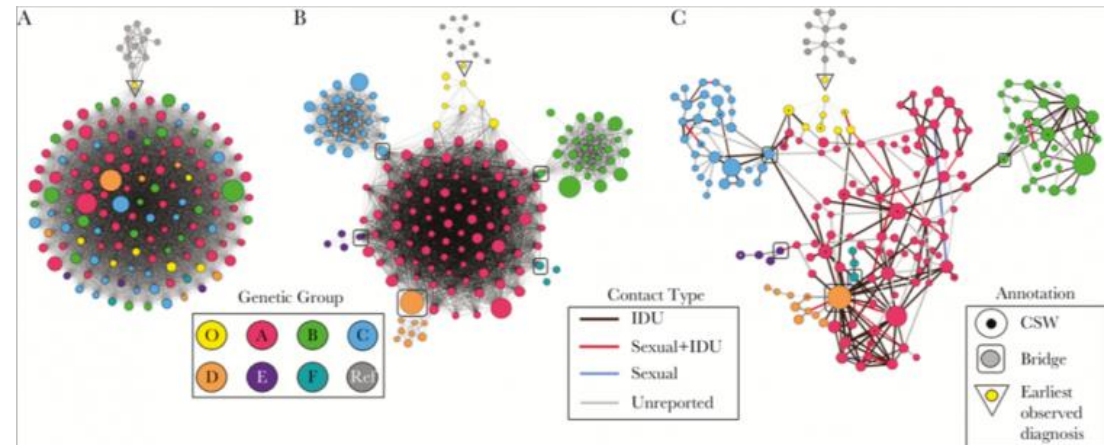 A
B
C
Genetic Group
O A B C
D E F Ref
Contact Type
IDU
Sexual+IDU
Sexual
Unreported
Annotation
CSW
Bridge
Earliest
observed
diagnosis